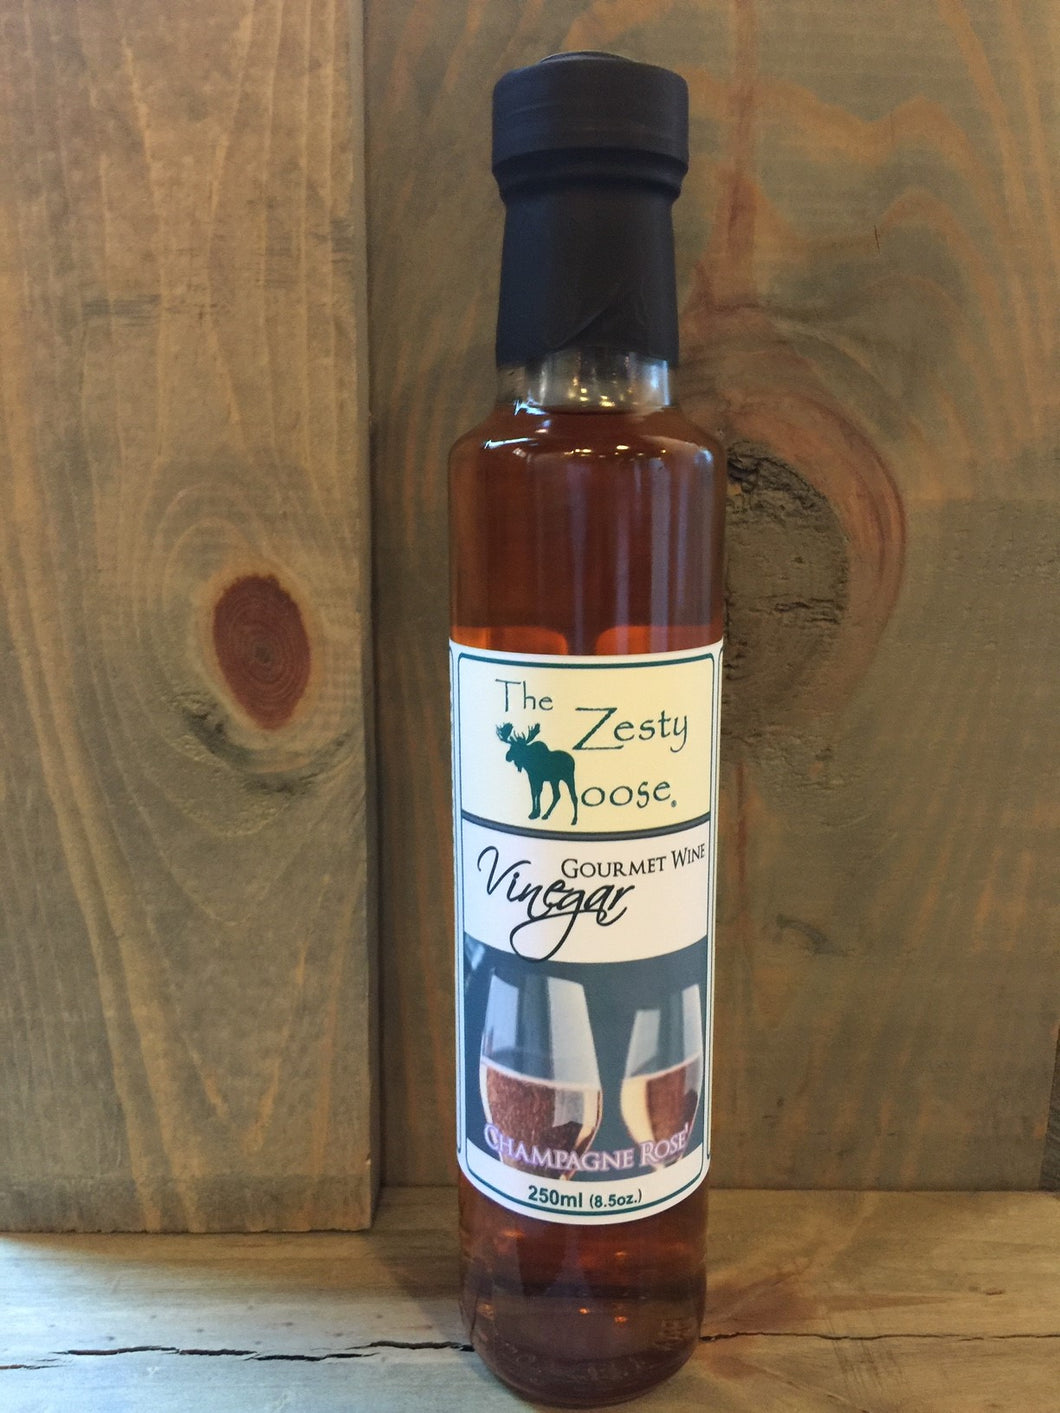 The
Zesty
Moose®
Gourmet Wine
Vinegar
Champagne Rose'
250ml (8.5oz.)